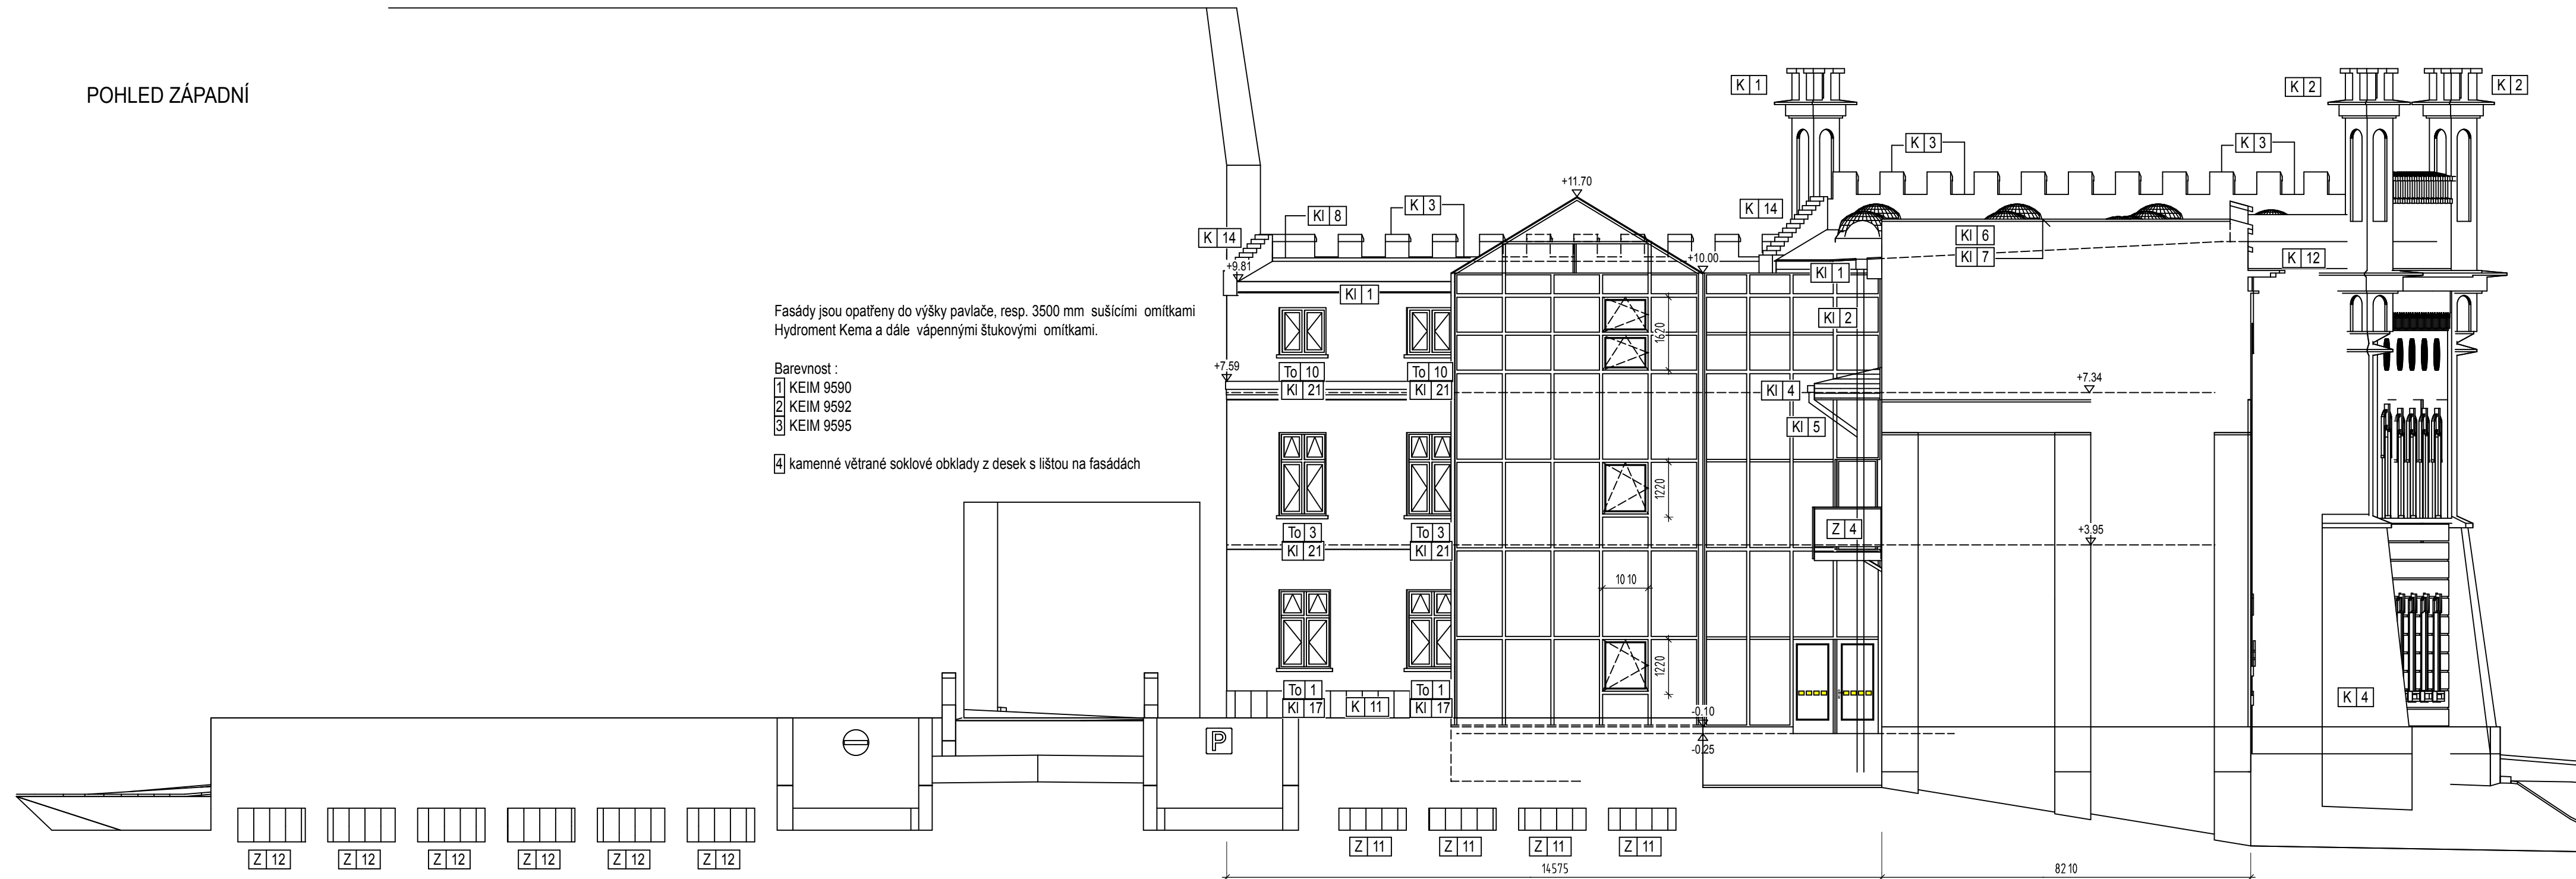 POHLED ZÁPADNÍ
K 1
K 2
K 2
K 3
K 3
+11.70
Kl 8
K 3
K 14
K 14
Kl 6
Kl 7
K 12
+9.81
+10.00
Kl 1
Kl 1
Fasády jsou opatřeny do výšky pavlače, resp. 3500 mm sušícími omítkami
Hydroment Kema a dále vápennými štukovými omítkami.
Barevnost :
1 KEIM 9590
2 KEIM 9592
3 KEIM 9595
4 kamenné větrané soklové obklady z desek s lištou na fasádách
Kl 2
1620
+7.59
To 10
Kl 21
To 10
Kl 21
Kl 4
Kl 5
+7.34
1220
To 3
Kl 21
To 3
Kl 21
Z 4
+3.95
1010
1220
To 1
Kl 17
K 11
To 1
Kl 17
K 4
-0.10
-0.25
P
Z 12
Z 12
Z 12
Z 12
Z 12
Z 12
Z 11
Z 11
Z 11
Z 11
14575
8210